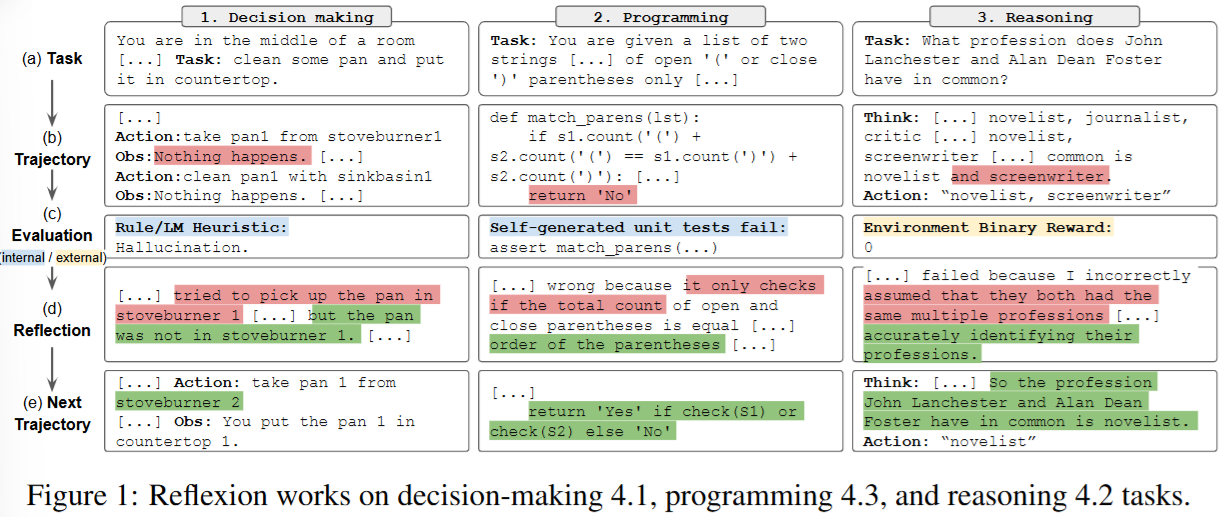 1. Decision making
2. Programming
3. Reasoning
(a) Task
You are in the middle of a room
[...] Task: clean some pan and put
it in countertop.
Task: You are given a list of two
strings [...] of open '(' or close
')' parentheses only [...]
Task: What profession does John
Lanchester and Alan Dean Foster
have in common?
(b)
Trajectory
[...]
Action:take pan1 from stoveburner1
Obs:Nothing happens. [...]
Action:clean pan1 with sinkbasin1
Obs:Nothing happens. [...]
def match_parens(lst):
if s1.count('(') +
s2.count('(') == s1.count(')') +
s2.count(')'): [...]
return 'No'
Think: [...] novelist, journalist,
critic [...] novelist,
screenwriter [...] common is
novelist and screenwriter.
Action: “novelist, screenwriter”
(c)
Evaluation
(internal / external)
Rule/LM Heuristic:
Hallucination.
Self-generated unit tests fail:
assert match_parens(...)
Environment Binary Reward:
0
(d)
Reflection
[...] tried to pick up the pan in
stoveburner 1 [...] but the pan
was not in stoveburner 1. [...]
[...] wrong because it only checks
if the total count of open and
close parentheses is equal [...]
order of the parentheses [...]
[...] failed because I incorrectly
assumed that they both had the
same multiple professions [...]
accurately identifying their
professions.
(e) Next
Trajectory
[...] Action: take pan 1 from
stoveburner 2
[...] Obs: You put the pan 1 in
countertop 1.
[...]
return 'Yes' if check(S1) or
check(S2) else 'No'
Think: [...] So the profession
John Lanchester and Alan Dean
Foster have in common is novelist.
Action: “novelist”
Figure 1: Reflexion works on decision-making 4.1, programming 4.3, and reasoning 4.2 tasks.